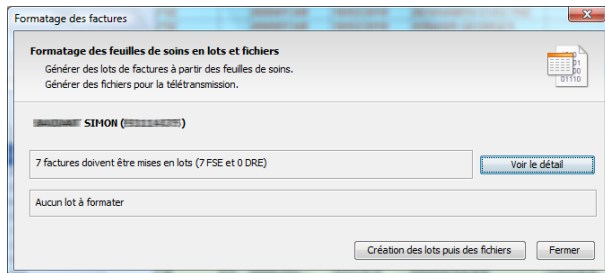 Formatage des factures
Formatage des feuilles de soins en lots et fichiers
Générer des lots de factures à partir des feuilles de soins.
Générer des fichiers pour la télétransmission.
SIMON ( )
7 factures doivent être mises en lots (7 FSE et 0 DRE)
Voir le détail
Aucun lot à formater
Création des lots puis des fichiers
Fermer